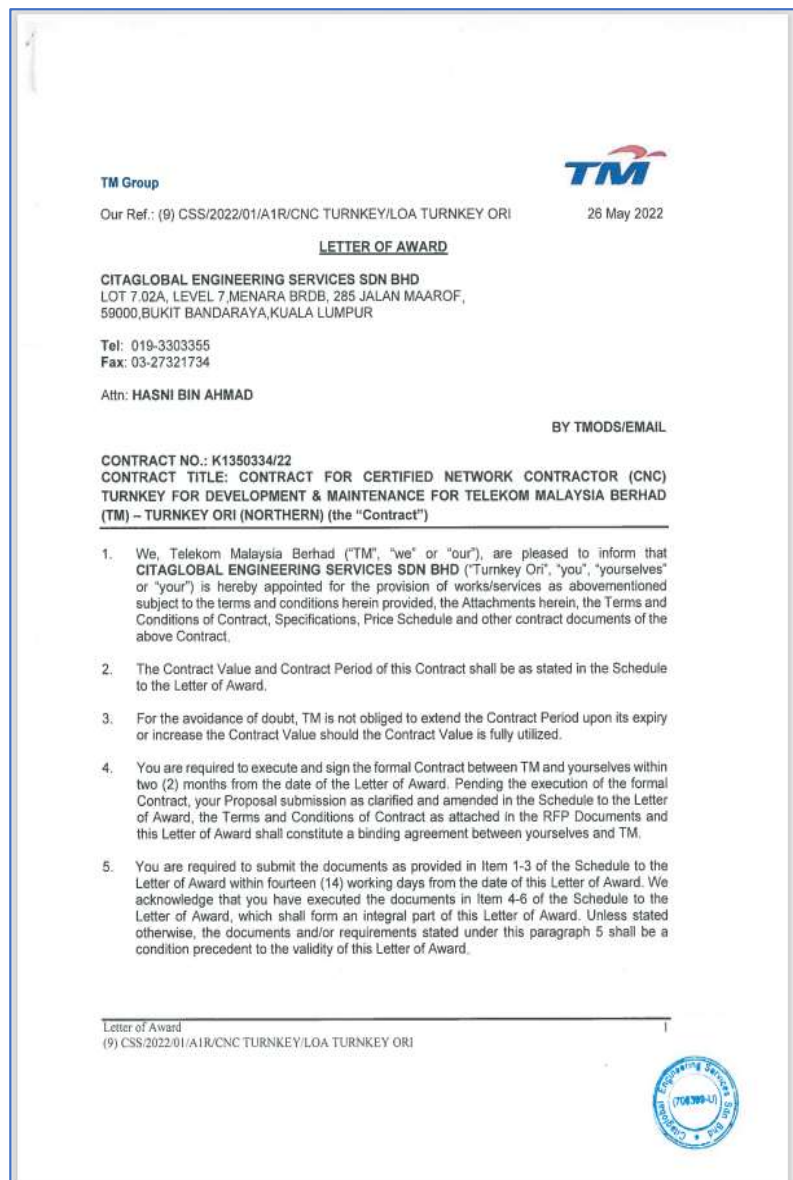 TM
TM Group
Our Ref.: (9) CSS/2022/01/A1R/CNC TURNKEY/LOA TURNKEY ORI 26 May 2022
LETTER OF AWARD
CITAGLOBAL ENGINEERING SERVICES SDN BHD
LOT 7.02A, LEVEL 7,MENARA BRDB, 285 JALAN MAAROF,
59000,BUKIT BANDARAYA,KUALA LUMPUR
Tel: 019-3303355
Fax: 03-27321734
Attn: HASNI BIN AHMAD
BY TMODS/EMAIL
CONTRACT NO.: K1350334/22
CONTRACT TITLE: CONTRACT FOR CERTIFIED NETWORK CONTRACTOR (CNC)
TURNKEY FOR DEVELOPMENT & MAINTENANCE FOR TELEKOM MALAYSIA BERHAD
(TM) – TURNKEY ORI (NORTHERN) (the “Contract”)
1. We, Telekom Malaysia Berhad (“TM”, “we” or “our”), are pleased to inform that
CITAGLOBAL ENGINEERING SERVICES SDN BHD (“Turnkey Ori”, “you”, “yourselves”
or “your”) is hereby appointed for the provision of works/services as abovementioned
subject to the terms and conditions herein provided, the Attachments herein, the Terms and
Conditions of Contract, Specifications, Price Schedule and other contract documents of the
above Contract.
2. The Contract Value and Contract Period of this Contract shall be as stated in the Schedule
to the Letter of Award.
3. For the avoidance of doubt, TM is not obliged to extend the Contract Period upon its expiry
or increase the Contract Value should the Contract Value is fully utilized.
4. You are required to execute and sign the formal Contract between TM and yourselves within
two (2) months from the date of the Letter of Award. Pending the execution of the formal
Contract, your Proposal submission as clarified and amended in the Schedule to the Letter
of Award, the Terms and Conditions of Contract as attached in the RFP Documents and
this Letter of Award shall constitute a binding agreement between yourselves and TM.
5. You are required to submit the documents as provided in Item 1-3 of the Schedule to the
Letter of Award within fourteen (14) working days from the date of this Letter of Award. We
acknowledge that you have executed the documents in Item 4-6 of the Schedule to the
Letter of Award, which shall form an integral part of this Letter of Award. Unless stated
otherwise, the documents and/or requirements stated under this paragraph 5 shall be a
condition precedent to the validity of this Letter of Award.
Letter of Award 1
(9) CSS/2022/01/A1R/CNC TURNKEY/LOA TURNKEY ORI
Citaglobal Engineering Services Sdn Bhd